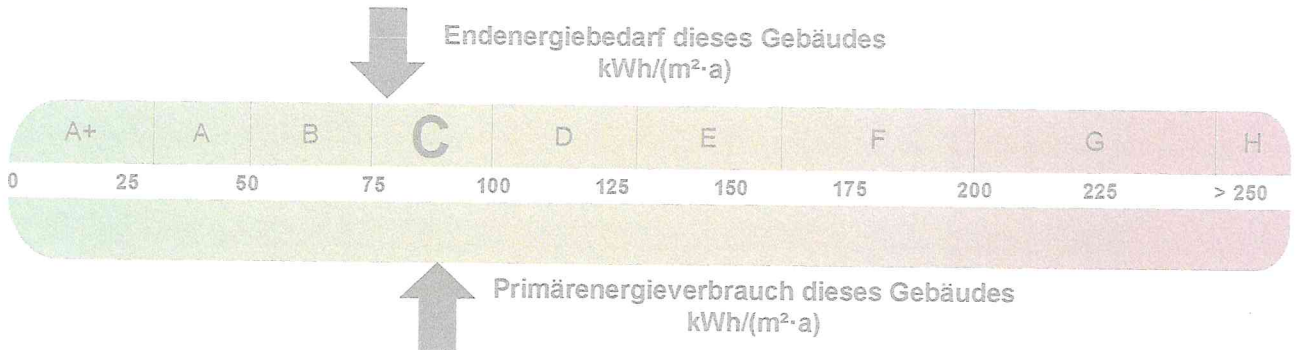 Endenergiebedarf dieses Gebäudes
kWh/(m²·a)
A+ A B C D E F G H
0 25 50 75 100 125 150 175 200 225 > 250
Primärenergieverbrauch dieses Gebäudes
kWh/(m²·a)